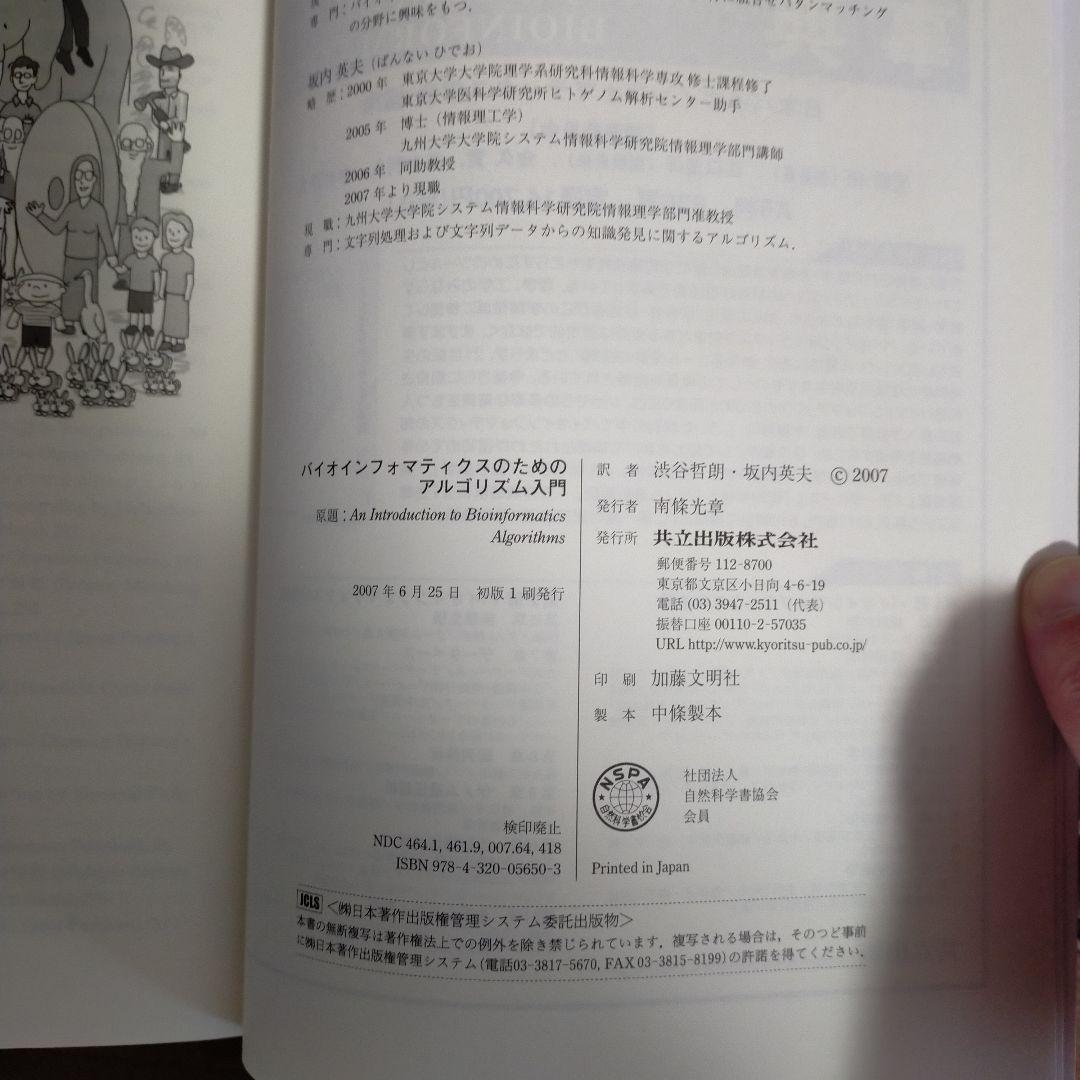 専 門：バイオ
の分野に興味をもつ．
パタンマッチング
坂内 英夫（ばんない ひでお）
略 歴：2000 年 東京大学大学院理学系研究科情報科学専攻 修士課程修了
東京大学医科学研究所ヒトゲノム解析センター助手
2005 年 博士（情報理工学）
九州大学大学院システム情報科学研究院情報理学部門講師
2006 年 同助教授
2007 年より現職
現 職：九州大学大学院システム情報科学研究院情報理学部門准教授
専 門：文字列処理および文字列データからの知識発見に関するアルゴリズム．
バイオインフォマティクスのための
アルゴリズム入門
原題：An Introduction to Bioinformatics
Algorithms
2007 年 6 月 25 日 初版 1 刷発行
検印廃止
NDC 464.1, 461.9, 007.64, 418
ISBN 978-4-320-05650-3
訳 者 渋谷哲朗・坂内英夫 © 2007
発行者 南條光章
発行所 共立出版株式会社
郵便番号 112-8700
東京都文京区小日向 4-6-19
電話 (03) 3947-2511（代表）
振替口座 00110-2-57035
URL http://www.kyoritsu-pub.co.jp/
印 刷 加藤文明社
製 本 中條製本
NSPA
自然科学書協会
社団法人
自然科学書協会
会員
Printed in Japan
JCLS ＜㈱日本著作出版権管理システム委託出版物＞
本書の無断複写は著作権法上での例外を除き禁じられています．複写される場合は，そのつど事前
に㈱日本著作出版権管理システム（電話03-3817-5670, FAX 03-3815-8199）の許諾を得てください．